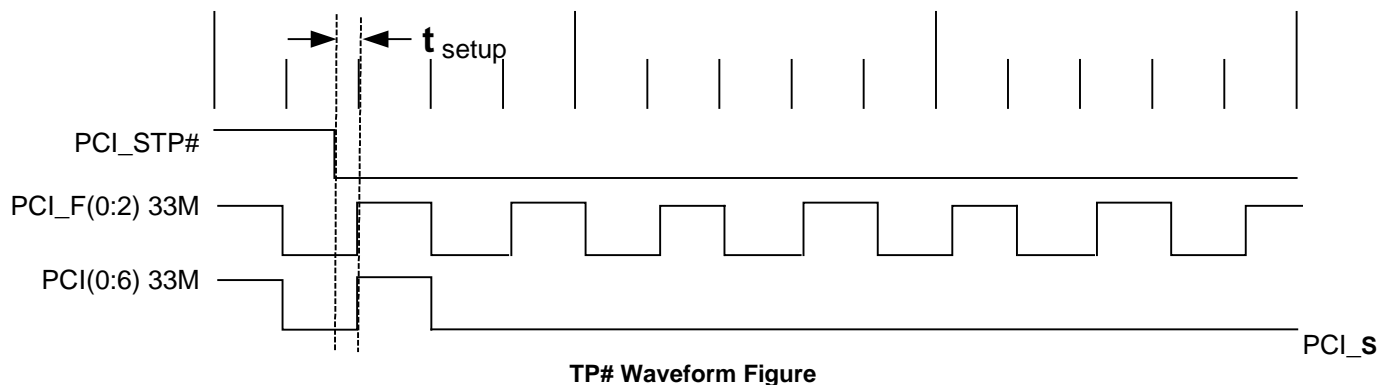 t setup
PCI_STP#
PCI_F(0:2) 33M
PCI(0:6) 33M
PCI_S
TP# Waveform Figure